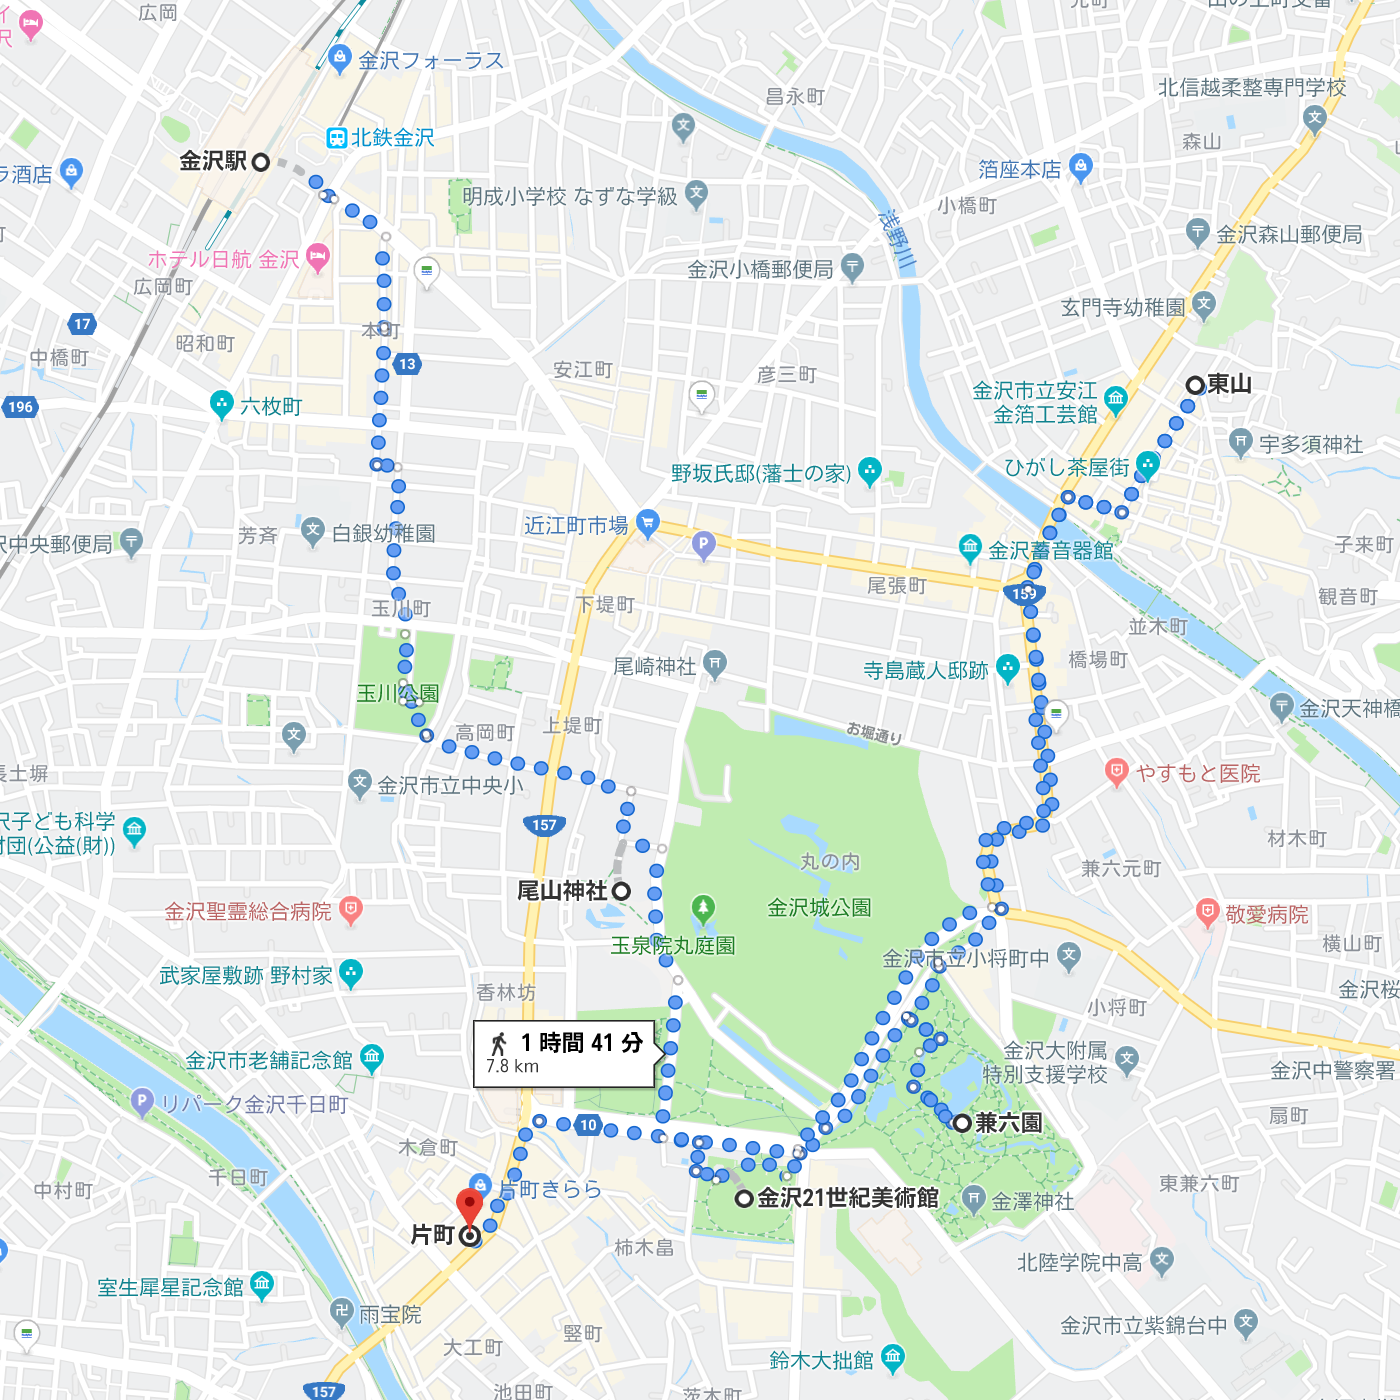 広岡
元町
金沢フォーラス
昌永町
北信越柔整専門学校
森山
北鉄金沢
金沢駅
箔座本店
明成小学校 なずな学級
小橋町
浅野川
金沢森山郵便局
ホテル日航 金沢
広岡町
金沢小橋郵便局
玄門寺幼稚園
17
本町
昭和町
中橋町
13
安江町
彦三町
東山
金沢市立安江
金箔工芸館
196
六枚町
宇多須神社
ひがし茶屋街
野坂氏邸(藩士の家)
近江町市場
P
芳斉
白銀幼稚園
金沢蓄音器館
子来町
尾張町
159
観音町
下堤町
玉川町
並木町
橋場町
尾崎神社
寺島蔵人邸跡
玉川公園
金沢天神橋
上堤町
高岡町
お堀通り
長土塀
やすもと医院
金沢市立中央小
157
沢子ども科学
財団(公益(財))
材木町
兼六元町
丸の内
尾山神社
金沢城公園
金沢聖霊総合病院
敬愛病院
玉泉院丸庭園
横山町
金沢市立小将町中
武家屋敷跡 野村家
香林坊
金沢桜
小将町
1 時間 41 分
7.8 km
金沢大附属
特別支援学校
金沢市老舗記念館
金沢中警察署
P
リパーク金沢千日町
扇町
10
兼六園
木倉町
千日町
中村町
片町きらら
金沢21世紀美術館
金澤神社
東兼六町
片町
柿木畠
北陸学院中高
室生犀星記念館
雨宝院
金沢市立紫錦台中
竪町
大工町
鈴木大拙館
157
池田町
茨木町